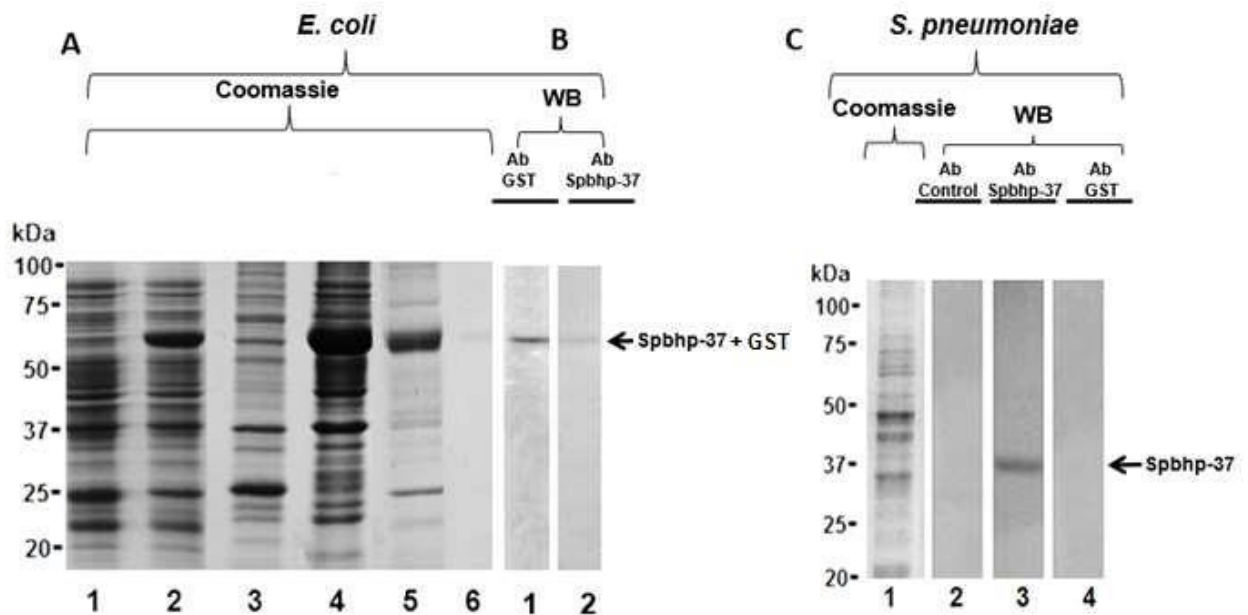 A
E. coli
B
Coomassie
WB
Ab GST
Ab Spbhp-37
kDa
100
75
50
37
25
20
Spbhp-37 + GST
1 2 3 4 5 6 1 2
C
S. pneumoniae
Coomassie
WB
Ab Control
Ab Spbhp-37
Ab GST
kDa
100
75
50
37
25
20
Spbhp-37
1 2 3 4